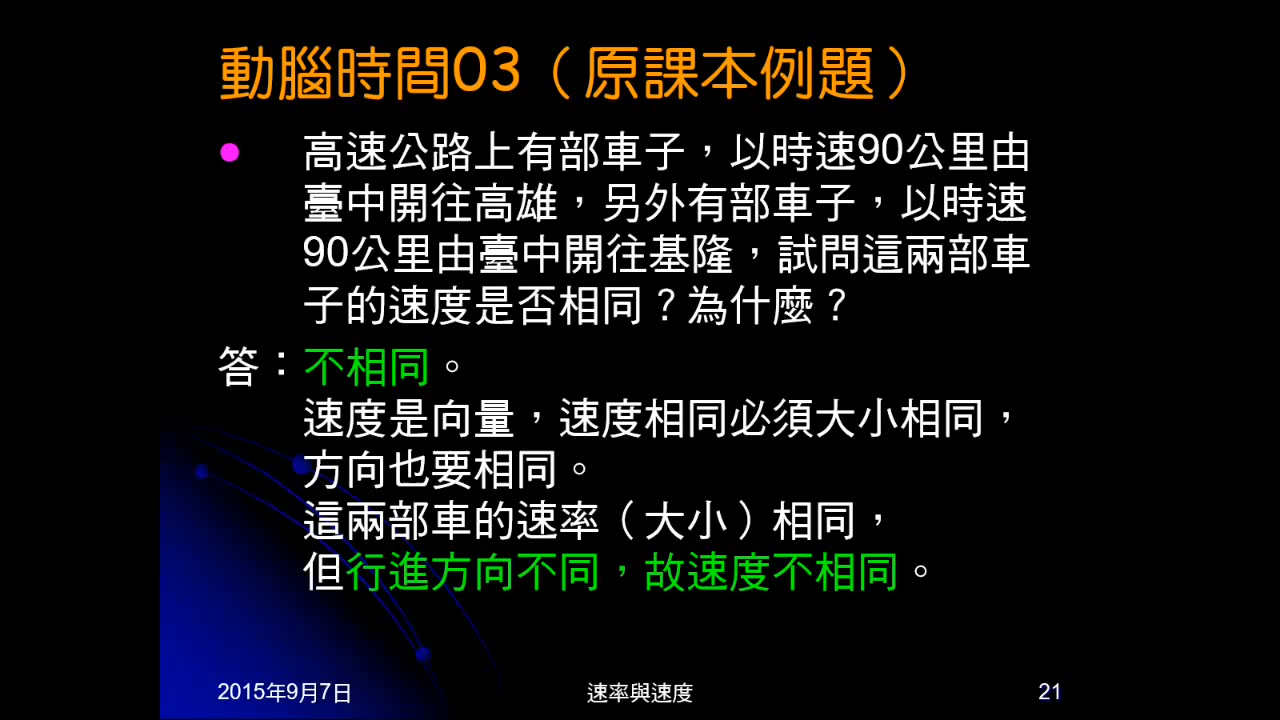 動腦時間03（原課本例題）
高速公路上有部車子，以時速90公里由
臺中開往高雄，另外有部車子，以時速
90公里由臺中開往基隆，試問這兩部車
子的速度是否相同？為什麼？
答：不相同。
速度是向量，速度相同必須大小相同，
方向也要相同。
這兩部車的速率（大小）相同，
但行進方向不同，故速度不相同。
2015年9月7日
速率與速度
21